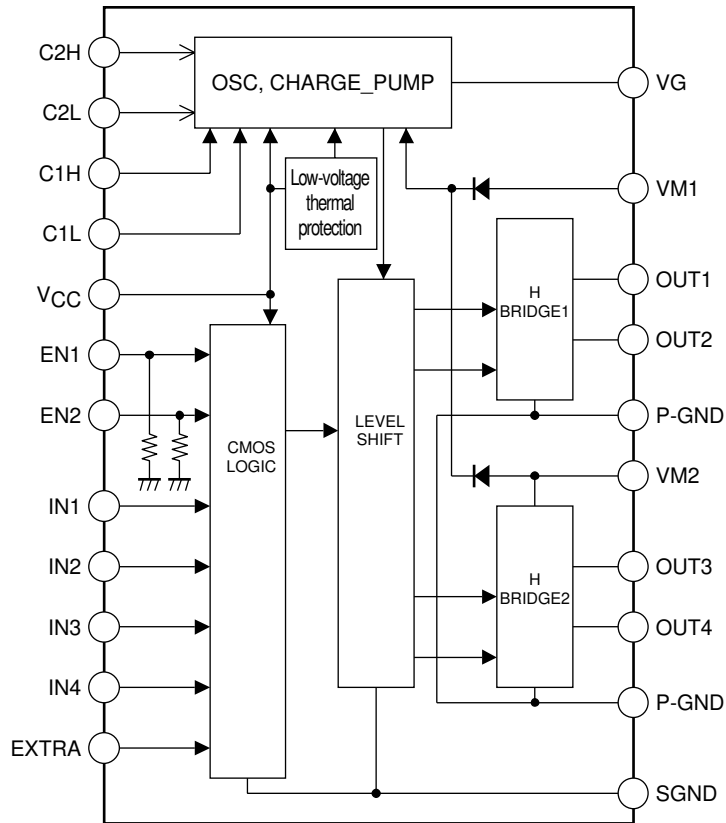 C2H
C2L
C1H
C1L
VCC
EN1
EN2
IN1
IN2
IN3
IN4
EXTRA
OSC, CHARGE_PUMP
Low-voltage
thermal
protection
CMOS
LOGIC
LEVEL
SHIFT
H
BRIDGE1
H
BRIDGE2
VG
VM1
OUT1
OUT2
P-GND
VM2
OUT3
OUT4
P-GND
SGND